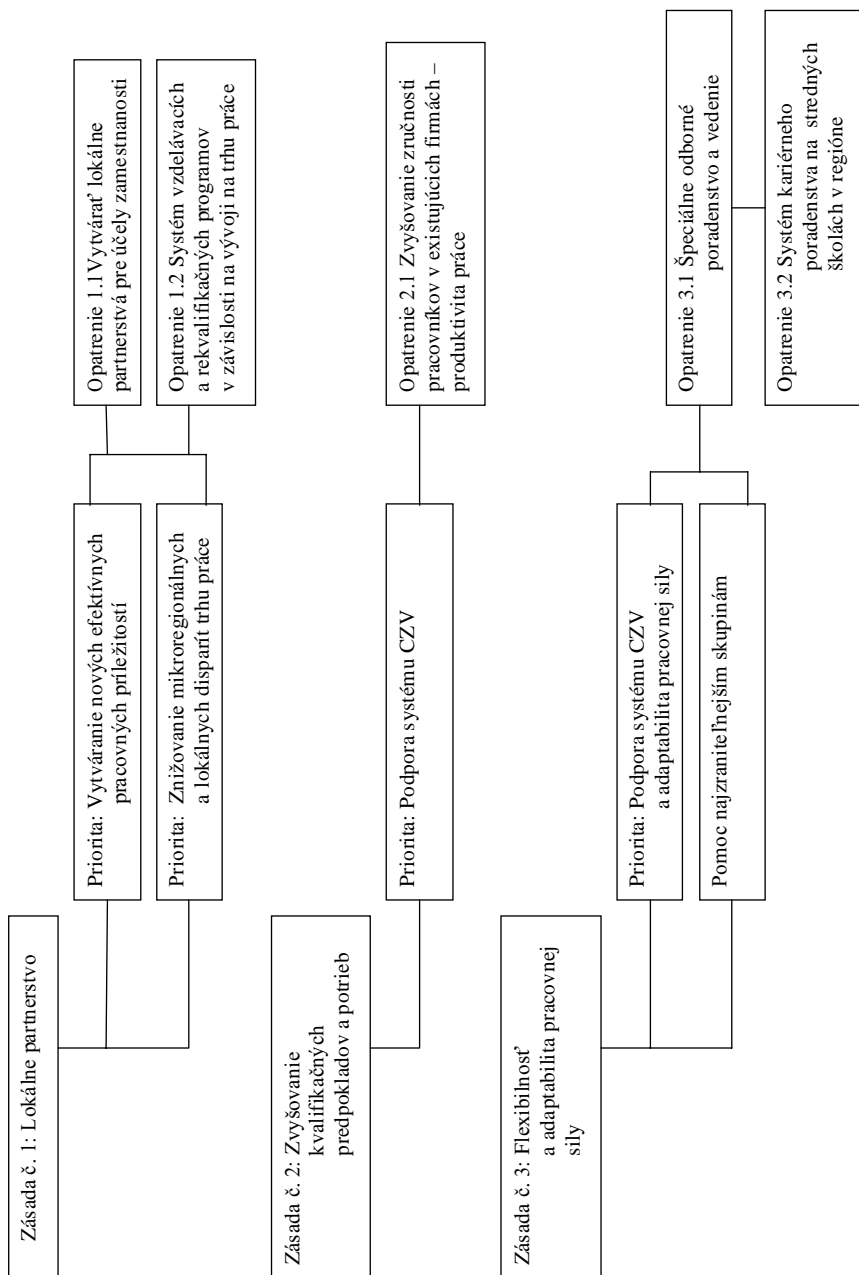 Zásada č. 1: Lokálne partnerstvo
Priorita: Vytváranie nových efektívnych
pracovných príležitostí
Priorita: Znižovanie mikroregionálnych
a lokálnych disparít trhu práce
Opatrenie 1.1 Vytvárať lokálne
partnerstvá pre účely zamestnanosti
Opatrenie 1.2 Systém vzdelávacích
a rekvalifikačných programov
v závislosti na vývoji na trhu práce
Zásada č. 2: Zvyšovanie
kvalifikačných
predpokladov a potrieb
Priorita: Podpora systému CZV
Opatrenie 2.1 Zvyšovanie zručnosti
pracovníkov v existujúcich firmách –
produktivita práce
Zásada č. 3: Flexibilnosť
a adaptabilita pracovnej
sily
Priorita: Podpora systému CZV
a adaptabilita pracovnej sily
Pomoc najzraniteľnejším skupinám
Opatrenie 3.1 Špeciálne odborné
poradenstvo a vedenie
Opatrenie 3.2 Systém kariérneho
poradenstva na stredných
školách v regióne